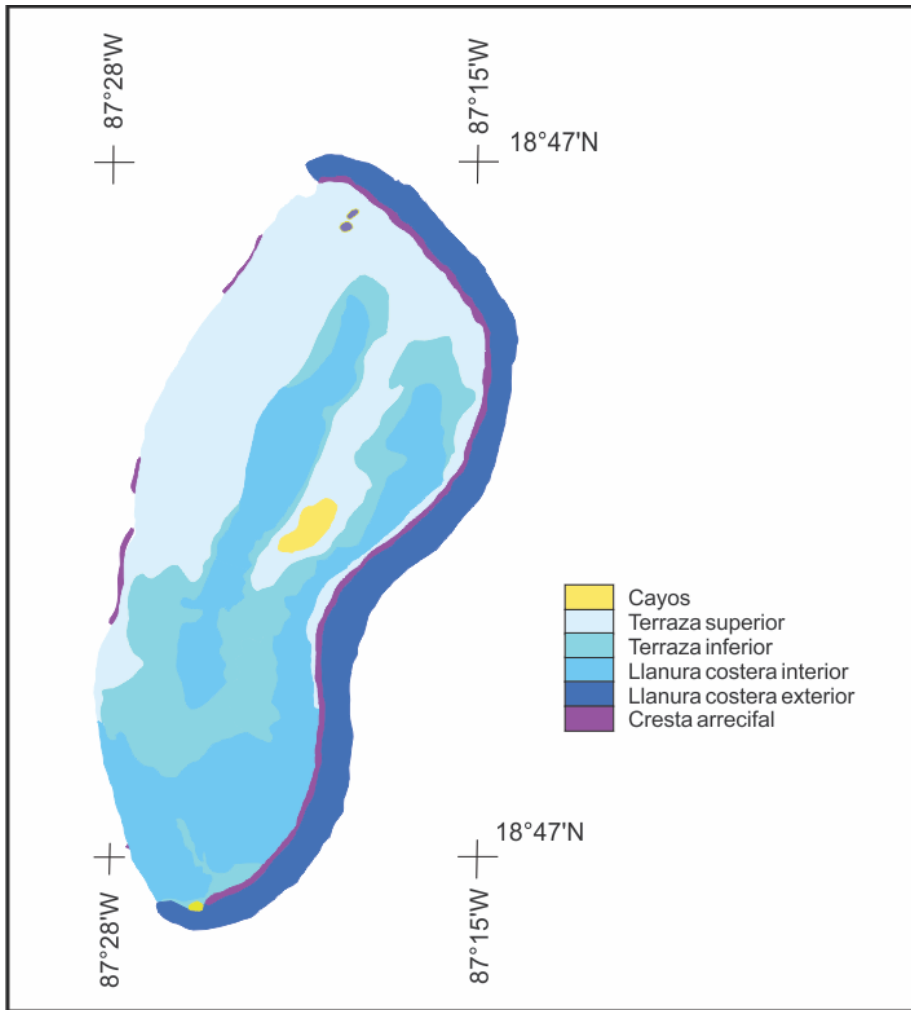 87°28'W
87°15'W
18°47'N
Cayos
Terraza superior
Terraza inferior
Llanura costera interior
Llanura costera exterior
Cresta arrecifal
18°47'N
87°28'W
87°15'W